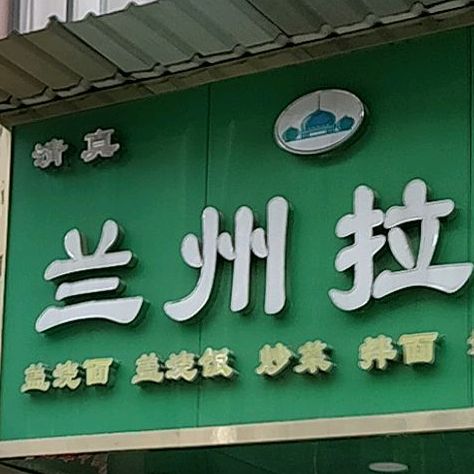 清真
兰州拉
盖浇面 盖浇饭 炒菜 拌面